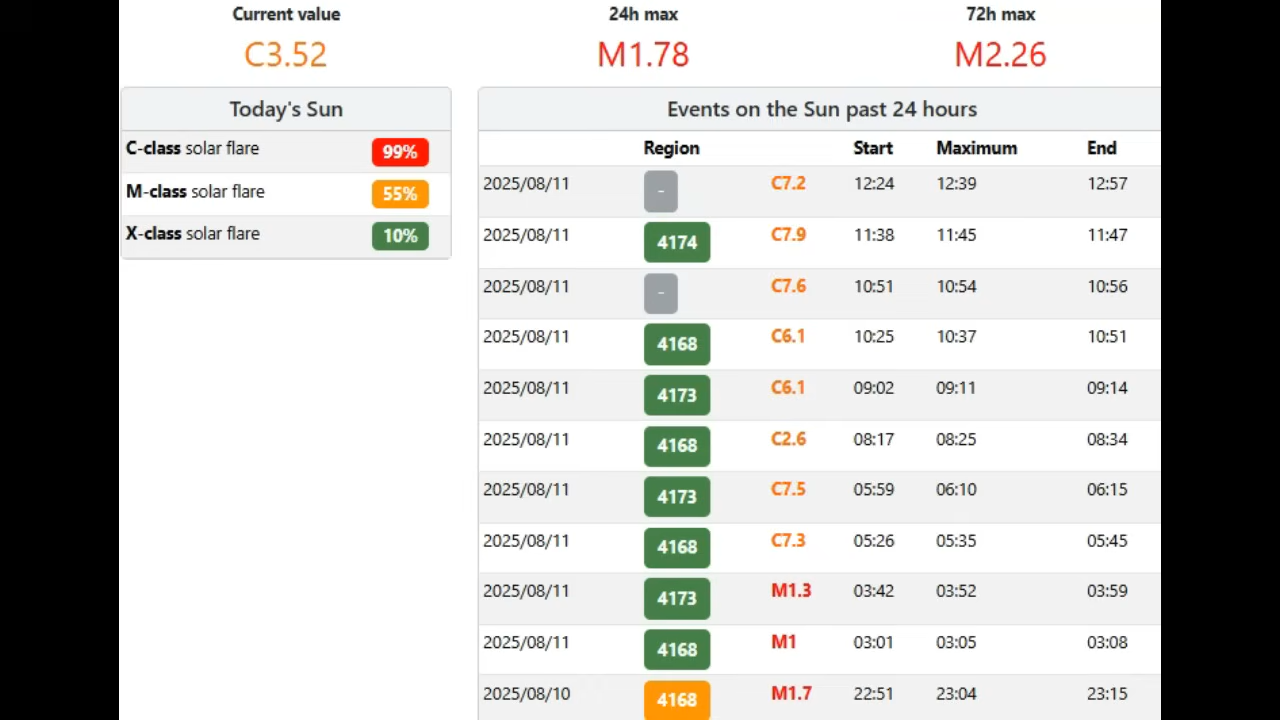 Current value 24h max 72h max
C3.52 M1.78 M2.26
Today's Sun
C-class solar flare 99%
M-class solar flare 55%
X-class solar flare 10%
Events on the Sun past 24 hours
Region Start Maximum End
2025/08/11 - C7.2 12:24 12:39 12:57
2025/08/11 4174 C7.9 11:38 11:45 11:47
2025/08/11 - C7.6 10:51 10:54 10:56
2025/08/11 4168 C6.1 10:25 10:37 10:51
2025/08/11 4173 C6.1 09:02 09:11 09:14
2025/08/11 4168 C2.6 08:17 08:25 08:34
2025/08/11 4173 C7.5 05:59 06:10 06:15
2025/08/11 4168 C7.3 05:26 05:35 05:45
2025/08/11 4173 M1.3 03:42 03:52 03:59
2025/08/11 4168 M1 03:01 03:05 03:08
2025/08/10 4168 M1.7 22:51 23:04 23:15